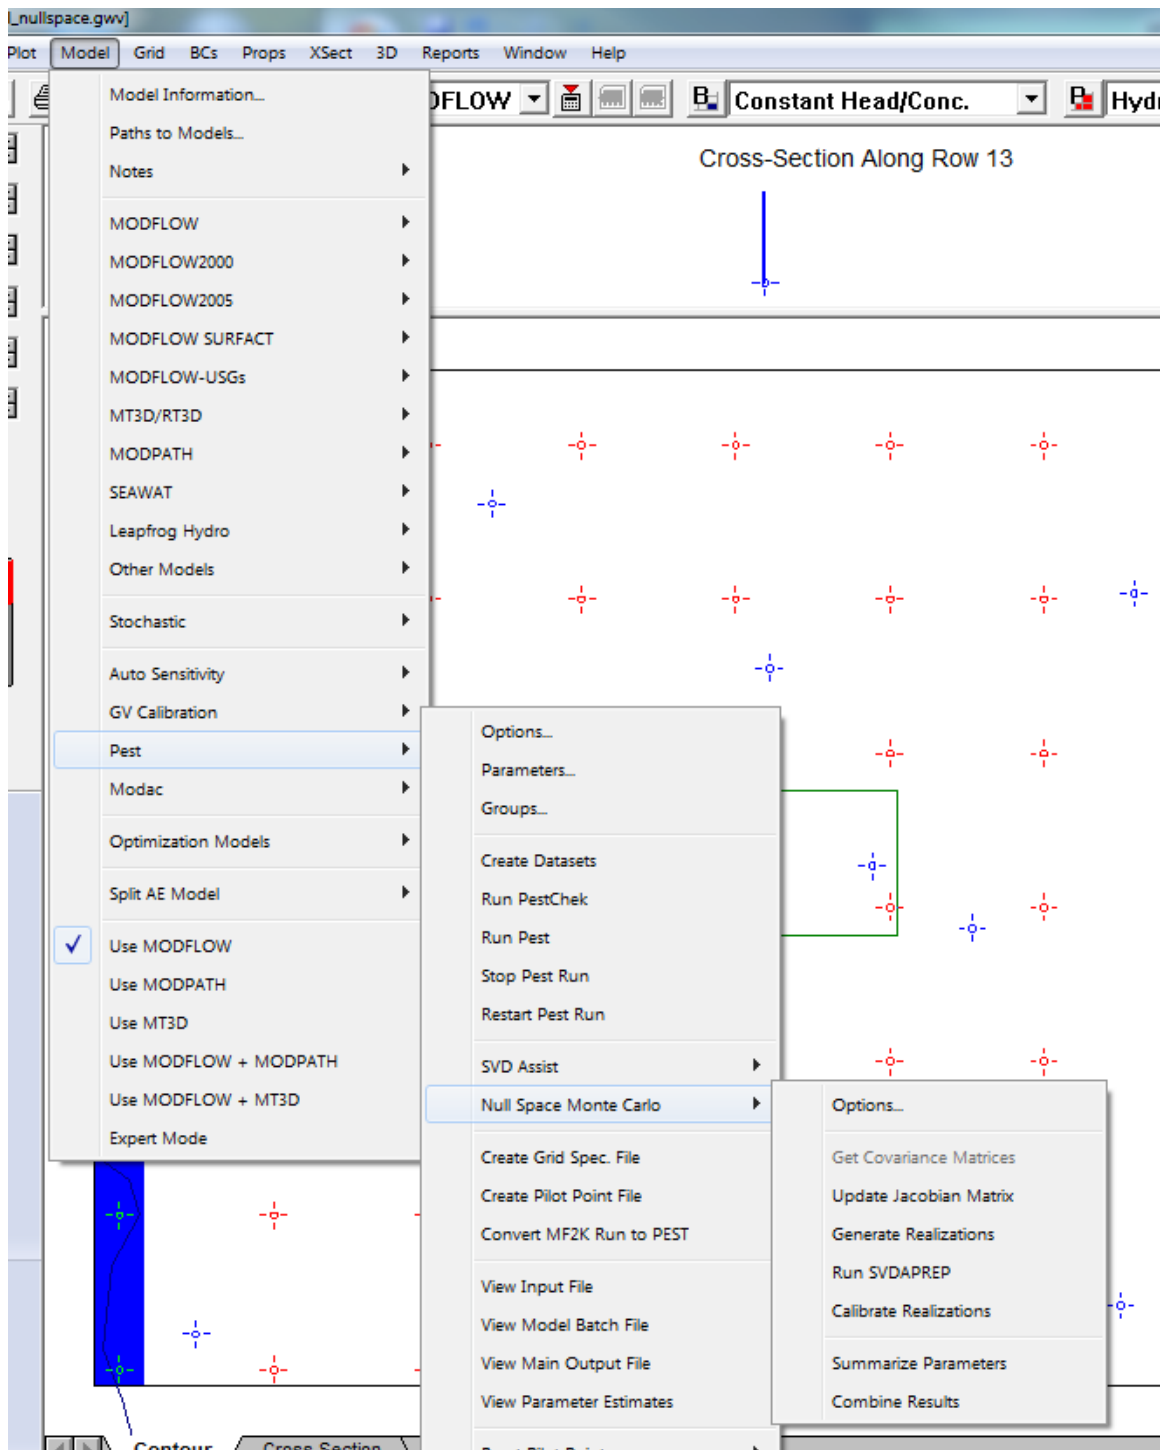 l_nullspace.gwv]
Plot Model Grid BCs Props XSect 3D Reports Window Help
DFLOW Constant Head/Conc.
Cross-Section Along Row 13
Model Information...
Paths to Models...
Notes
MODFLOW
MODFLOW2000
MODFLOW2005
MODFLOW SURFACT
MODFLOW-USGs
MT3D/RT3D
MODPATH
SEAWAT
Leapfrog Hydro
Other Models
Stochastic
Auto Sensitivity
GV Calibration
Pest
Modac
Optimization Models
Split AE Model
Use MODFLOW
Use MODPATH
Use MT3D
Use MODFLOW + MODPATH
Use MODFLOW + MT3D
Expert Mode
Options...
Parameters...
Groups...
Create Datasets
Run PestChek
Run Pest
Stop Pest Run
Restart Pest Run
SVD Assist
Null Space Monte Carlo
Create Grid Spec. File
Create Pilot Point File
Convert MF2K Run to PEST
View Input File
View Model Batch File
View Main Output File
View Parameter Estimates
Options...
Get Covariance Matrices
Update Jacobian Matrix
Generate Realizations
Run SVDAPREP
Calibrate Realizations
Summarize Parameters
Combine Results
Contour Cross Section